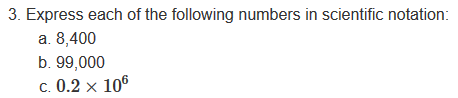 3. Express each of the following numbers in scientific notation:
a. 8,400
b. 99,000
c. 0.2 × 10⁶